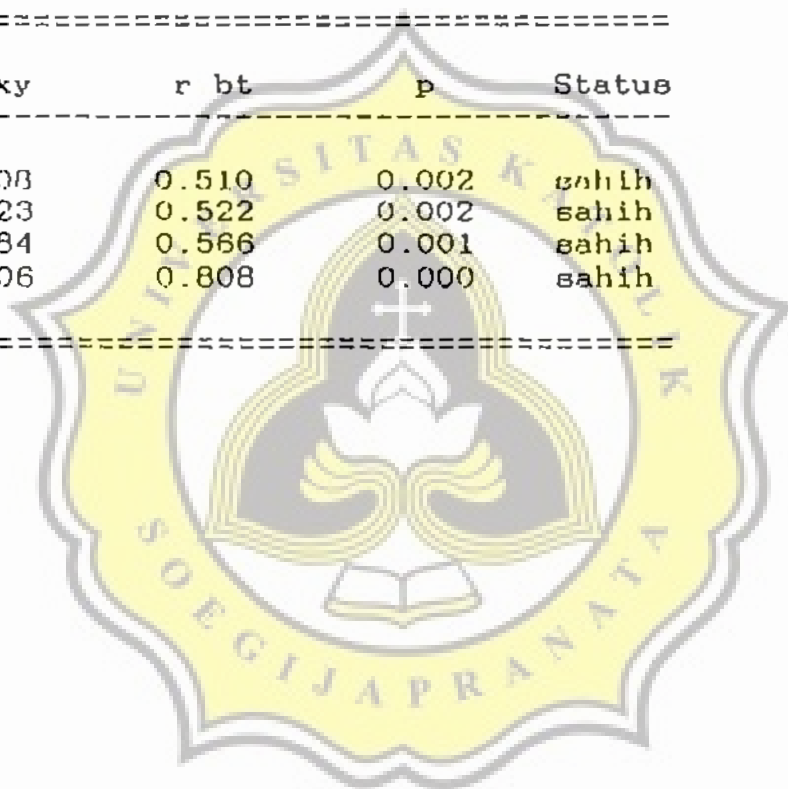 ===========================
xy r bt p Status
---------------------------
08 0.510 0.002 sahih
23 0.522 0.002 sahih
84 0.566 0.001 sahih
06 0.808 0.000 sahih
===========================
UNIVERSITAS KATOLIK
SOEGIJAPRANATA